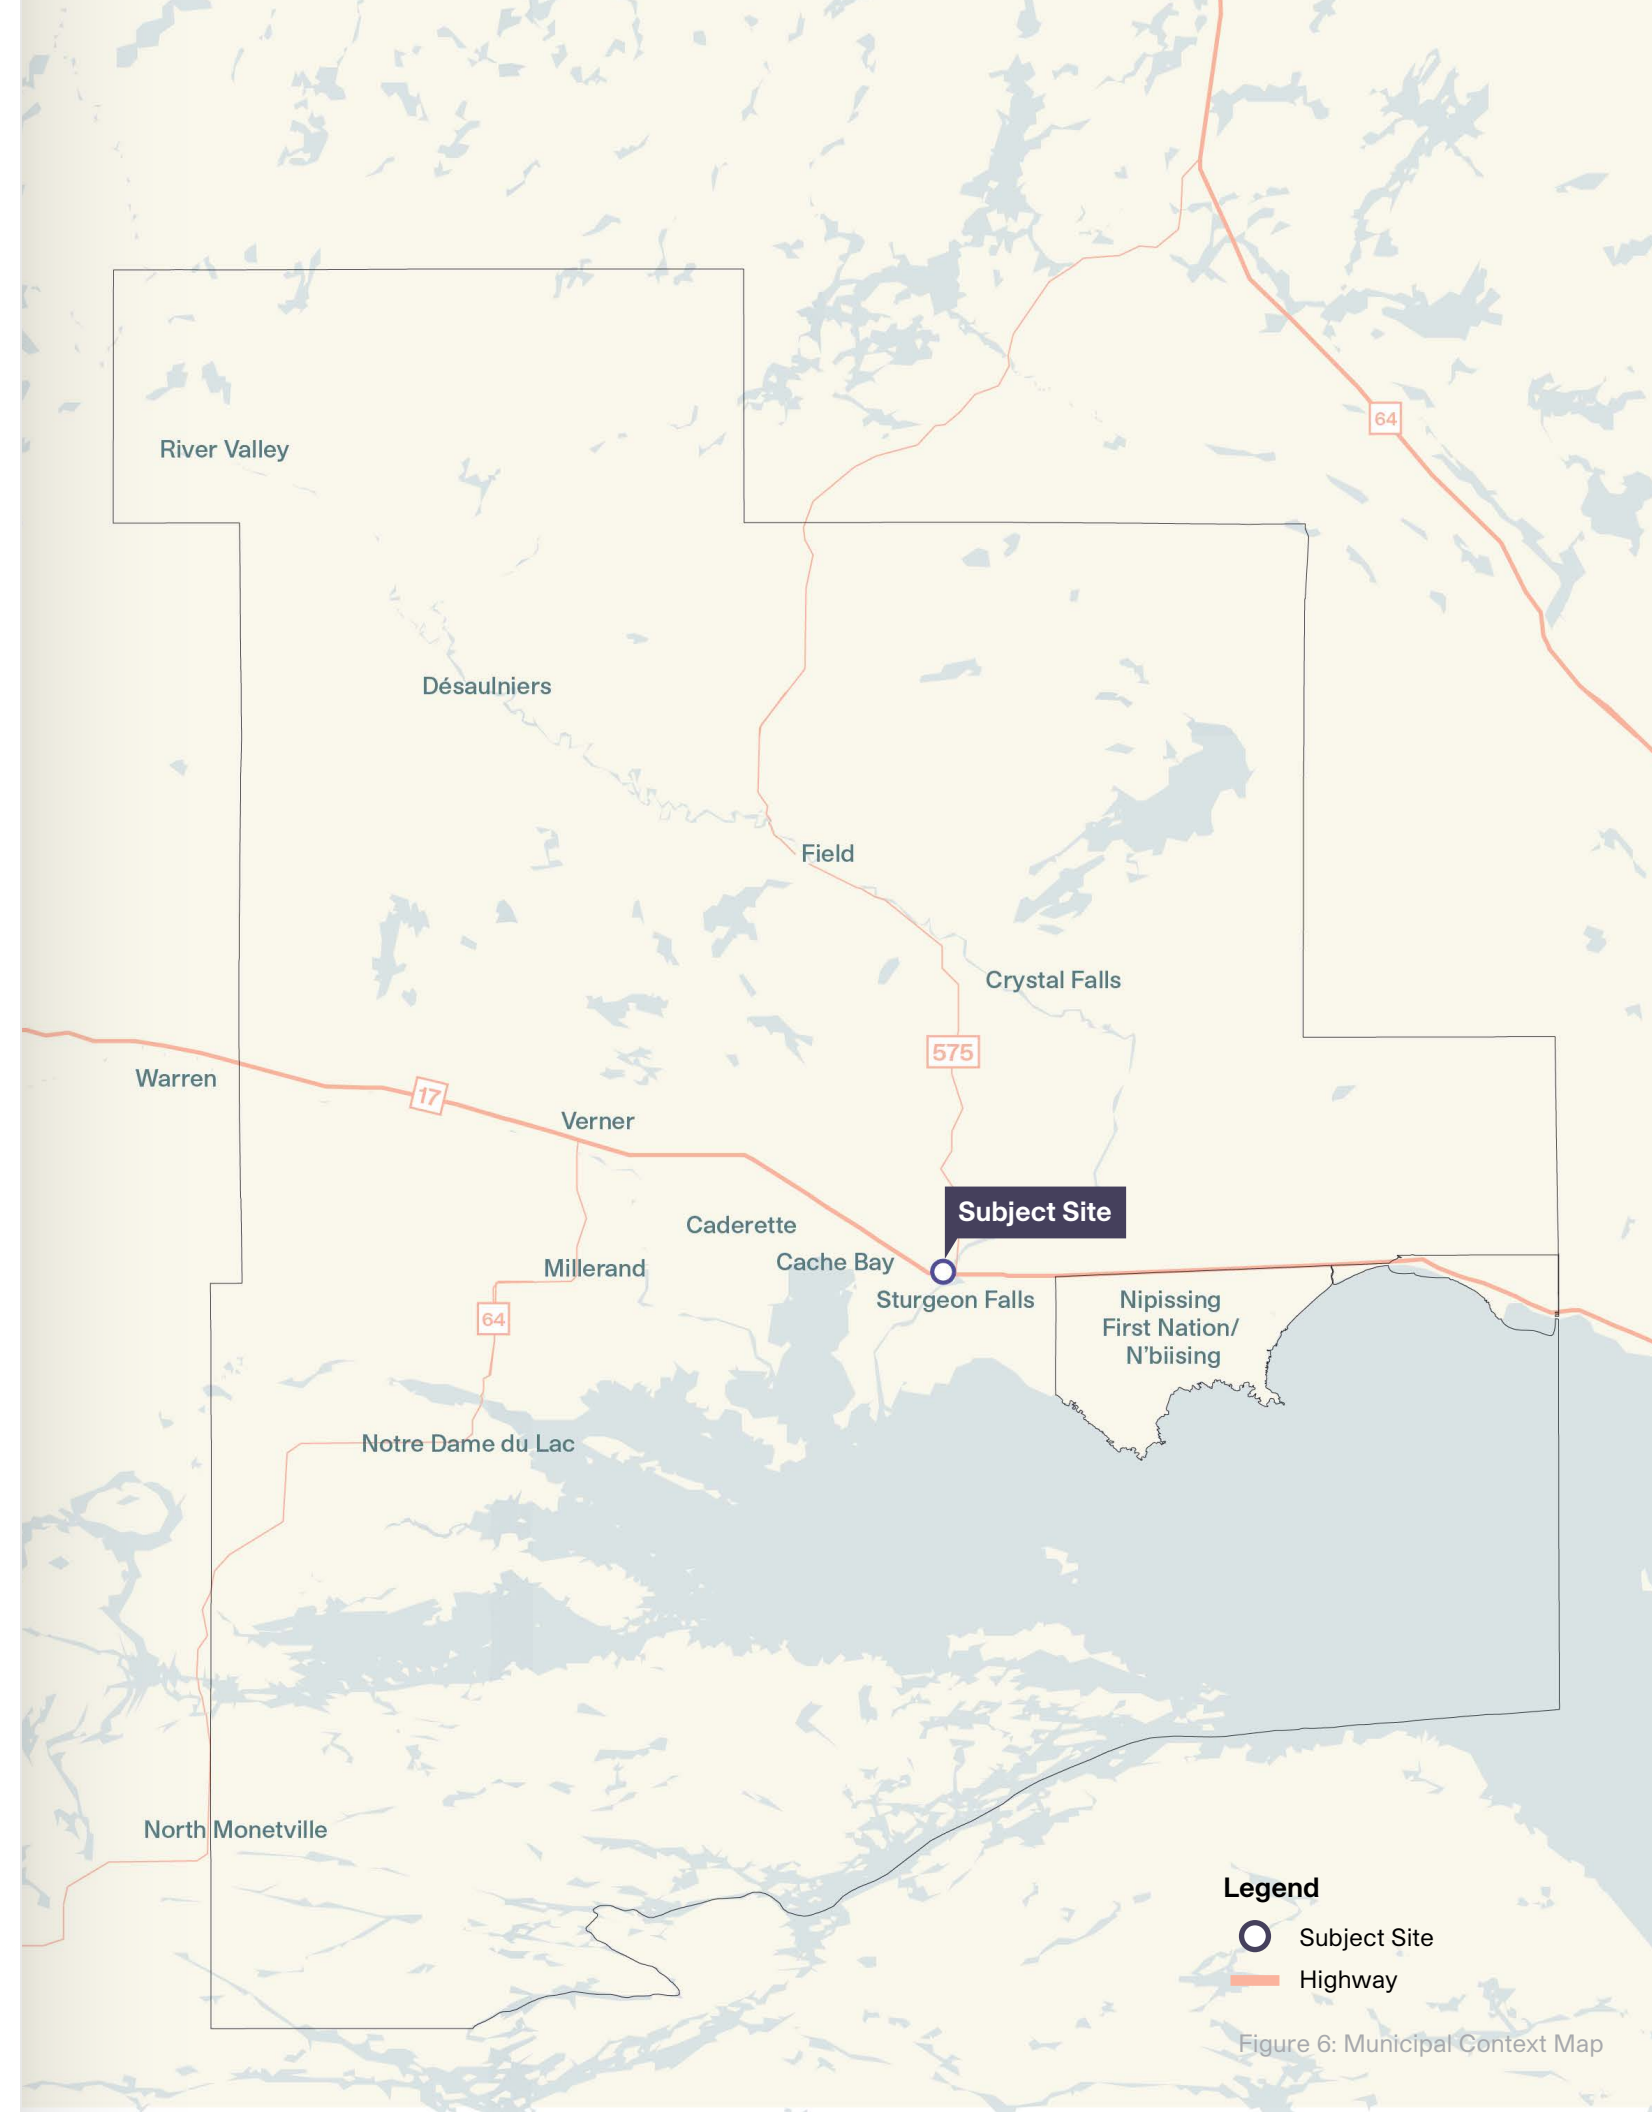 64
River Valley
Désaulniers
Field
Crystal Falls
575
Warren
17
Verner
Subject Site
Caderette
Cache Bay
Millerand
Sturgeon Falls
Nipissing
First Nation/
N'biising
64
Notre Dame du Lac
North Monetville
Legend
Subject Site
Highway
Figure 6: Municipal Context Map